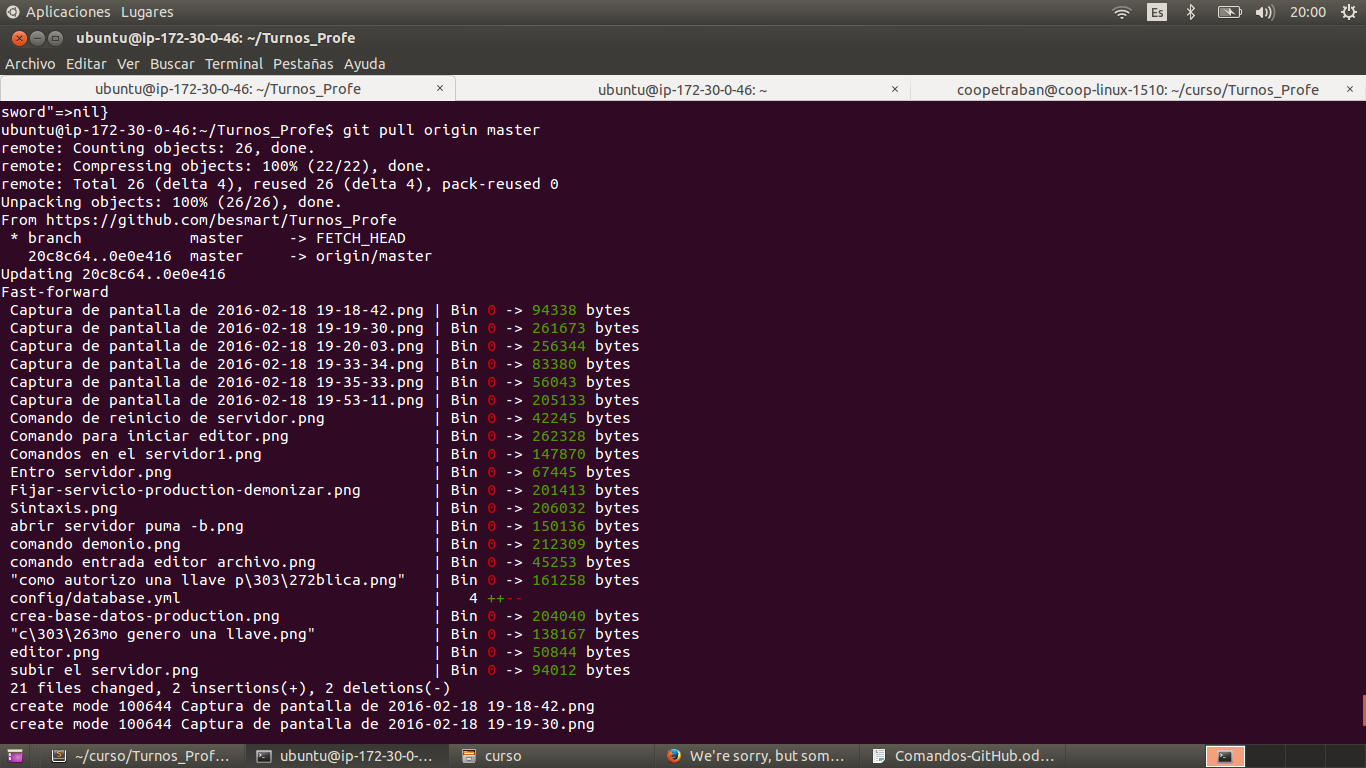 Aplicaciones Lugares Es 20:00
ubuntu@ip-172-30-0-46: ~/Turnos_Profe
Archivo Editar Ver Buscar Terminal Pestañas Ayuda
ubuntu@ip-172-30-0-46: ~/Turnos_Profe × ubuntu@ip-172-30-0-46: ~ × coopetraban@coop-linux-1510: ~/curso/Turnos_Profe ×
sword"=>nil}
ubuntu@ip-172-30-0-46:~/Turnos_Profe$ git pull origin master
remote: Counting objects: 26, done.
remote: Compressing objects: 100% (22/22), done.
remote: Total 26 (delta 4), reused 26 (delta 4), pack-reused 0
Unpacking objects: 100% (26/26), done.
From https://github.com/besmart/Turnos_Profe
 * branch            master     -> FETCH_HEAD
   20c8c64..0e0e416  master     -> origin/master
Updating 20c8c64..0e0e416
Fast-forward
 Captura de pantalla de 2016-02-18 19-18-42.png | Bin 0 -> 94338 bytes
 Captura de pantalla de 2016-02-18 19-19-30.png | Bin 0 -> 261673 bytes
 Captura de pantalla de 2016-02-18 19-20-03.png | Bin 0 -> 256344 bytes
 Captura de pantalla de 2016-02-18 19-33-34.png | Bin 0 -> 83380 bytes
 Captura de pantalla de 2016-02-18 19-35-33.png | Bin 0 -> 56043 bytes
 Captura de pantalla de 2016-02-18 19-53-11.png | Bin 0 -> 205133 bytes
 Comando de reinicio de servidor.png            | Bin 0 -> 42245 bytes
 Comando para iniciar editor.png                | Bin 0 -> 262328 bytes
 Comandos en el servidor1.png                   | Bin 0 -> 147870 bytes
 Entro servidor.png                             | Bin 0 -> 67445 bytes
 Fijar-servicio-production-demonizar.png        | Bin 0 -> 201413 bytes
 Sintaxis.png                                   | Bin 0 -> 206032 bytes
 abrir servidor puma -b.png                     | Bin 0 -> 150136 bytes
 comando demonio.png                            | Bin 0 -> 212309 bytes
 comando entrada editor archivo.png             | Bin 0 -> 45253 bytes
 "como autorizo una llave p\303\272blica.png"   | Bin 0 -> 161258 bytes
 config/database.yml                            |   4 ++--
 crea-base-datos-production.png                 | Bin 0 -> 204040 bytes
 "c\303\263mo genero una llave.png"             | Bin 0 -> 138167 bytes
 editor.png                                     | Bin 0 -> 50844 bytes
 subir el servidor.png                          | Bin 0 -> 94012 bytes
 21 files changed, 2 insertions(+), 2 deletions(-)
 create mode 100644 Captura de pantalla de 2016-02-18 19-18-42.png
 create mode 100644 Captura de pantalla de 2016-02-18 19-19-30.png
~/curso/Turnos_Prof... ubuntu@ip-172-30-0-... curso We're sorry, but som... Comandos-GitHub.od...